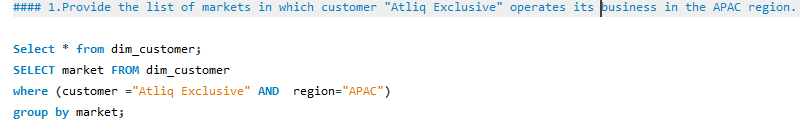 #### 1.Provide the list of markets in which customer "Atliq Exclusive" operates its business in the APAC region.
Select * from dim_customer;
SELECT market FROM dim_customer
where (customer ="Atliq Exclusive" AND  region="APAC")
group by market;